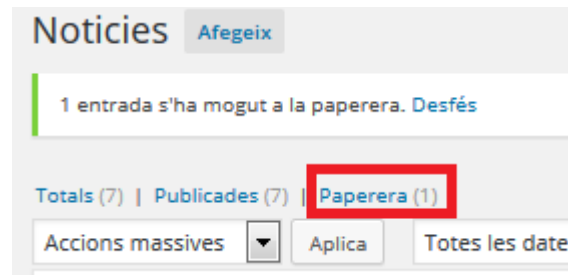 Noticies Afegeix
1 entrada s'ha mogut a la paperera. Desfés
Totals (7) | Publicades (7) | Paperera (1)
Accions massives Aplica Totes les date